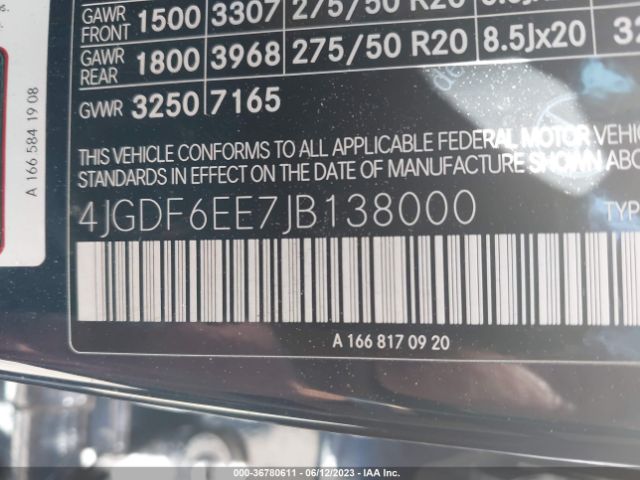 GAWR FRONT 1500 3307 275/50 R20
GAWR REAR 1800 3968 275/50 R20 8.5Jx20
GVWR 3250 7165
THIS VEHICLE CONFORMS TO ALL APPLICABLE FEDERAL MOTOR
STANDARDS IN EFFECT ON THE DATE OF MANUFACTURE SHOWN
4JGDF6EE7JB138000
A 166 817 09 20
A 166 584 19 08
000-36780611 - 06/12/2023 - IAA Inc.